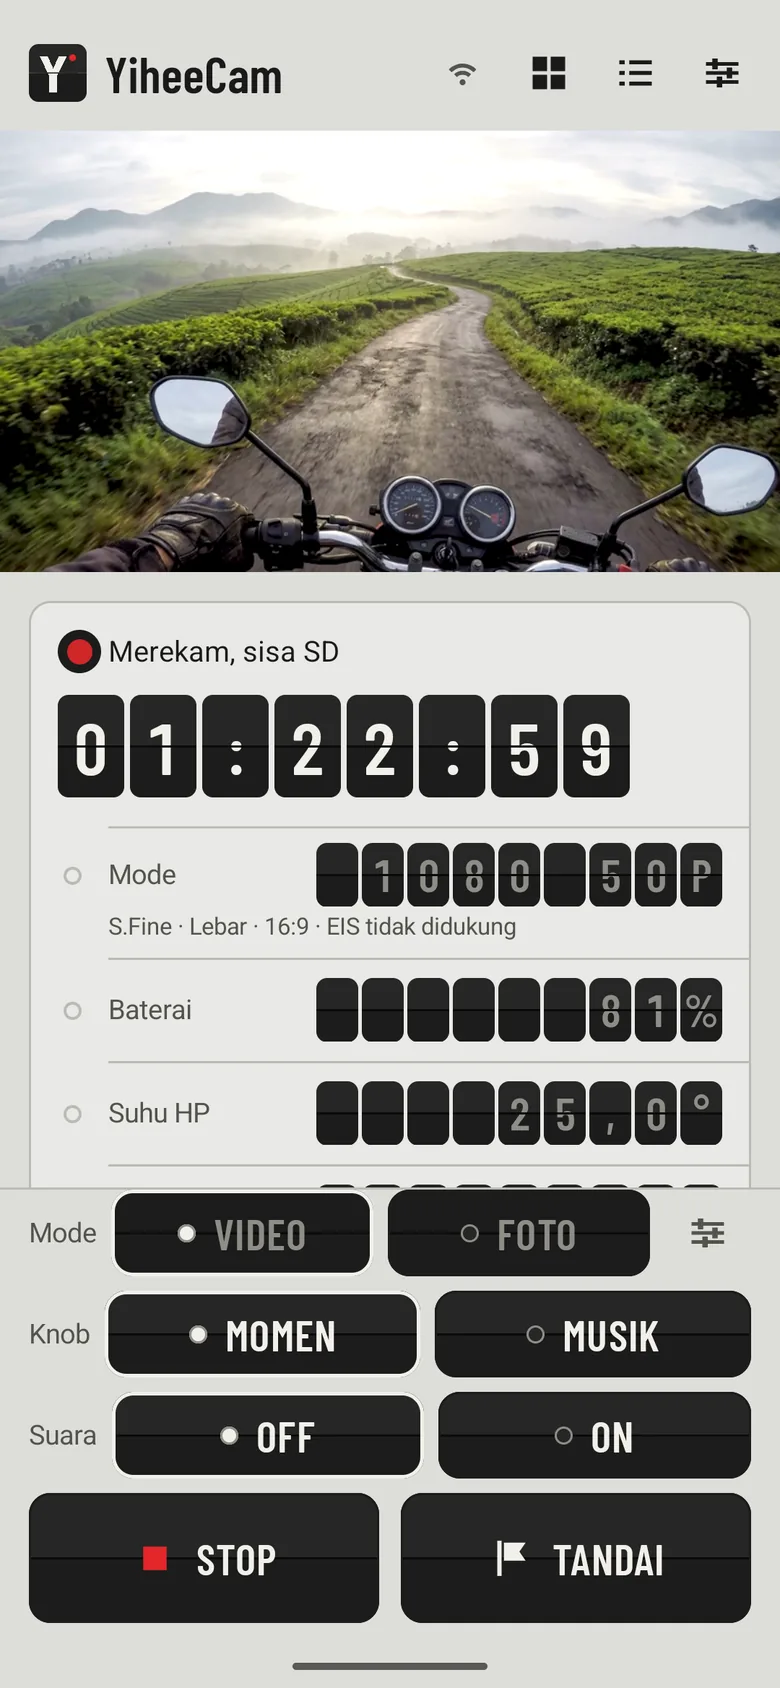 YiheeCam
Merekam, sisa SD
01:22:59
Mode 1080 50P
S.Fine · Lebar · 16:9 · EIS tidak didukung
Baterai 81%
Suhu HP 25,0°
Mode VIDEO FOTO
Knob MOMEN MUSIK
Suara OFF ON
STOP TANDAI